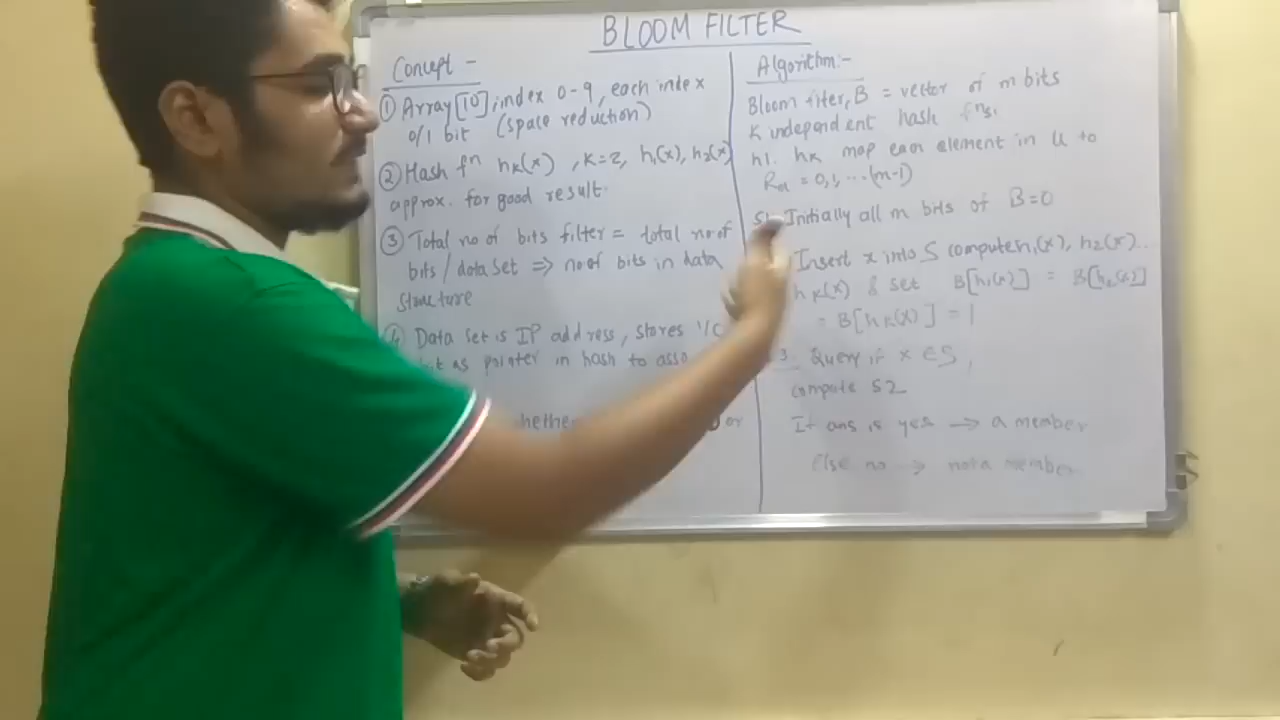 BLOOM FILTER
Concept -
① Array[10], index 0-9, each index
0/1 bit (space reduction)
② Hash fⁿ hₖ(x) , K=2, h₁(x), h₂(x)
approx. for good result.
③ Total no of bits filter = total no of
bits / data set ⇒ no of bits in data
structure
④ Data set is IP address, stores 1/0
as pointer in hash to
or
Algorithm:-
Bloom filter, B = vector of m bits
K independent hash fⁿs.
h1. hₖ map each element in U to
= 0,1, ...(m-1)
S1. Initially all m bits of B=0
Insert x into S compute h₁(x), h₂(x)...
hₖ(x) & set B[h₁(x)] = B[h₂(x)]
= B[hₖ(x)] = 1
3. Query if x ∈ S,
compute S2
If ans is yes → a member
Else no → not a member